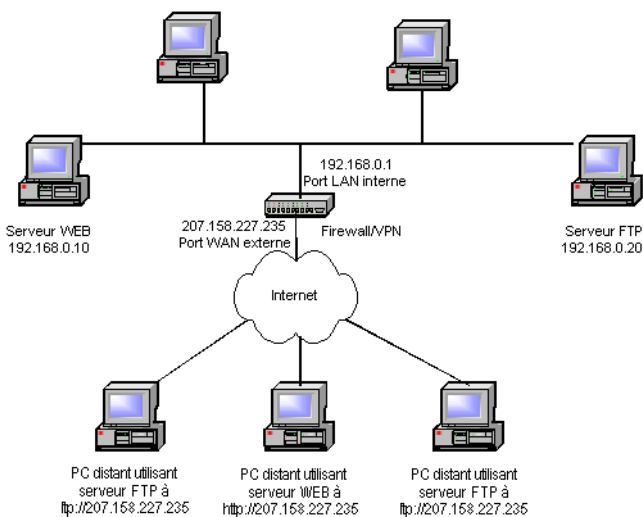 192.168.0.1
Port LAN interne
207.158.227.235
Port WAN externe
Firewall/VPN
Serveur WEB
192.168.0.10
Serveur FTP
192.168.0.20
Internet
PC distant utilisant
serveur FTP à
ftp://207.158.227.235
PC distant utilisant
serveur WEB à
http://207.158.227.235
PC distant utilisant
serveur FTP à
ftp://207.158.227.235